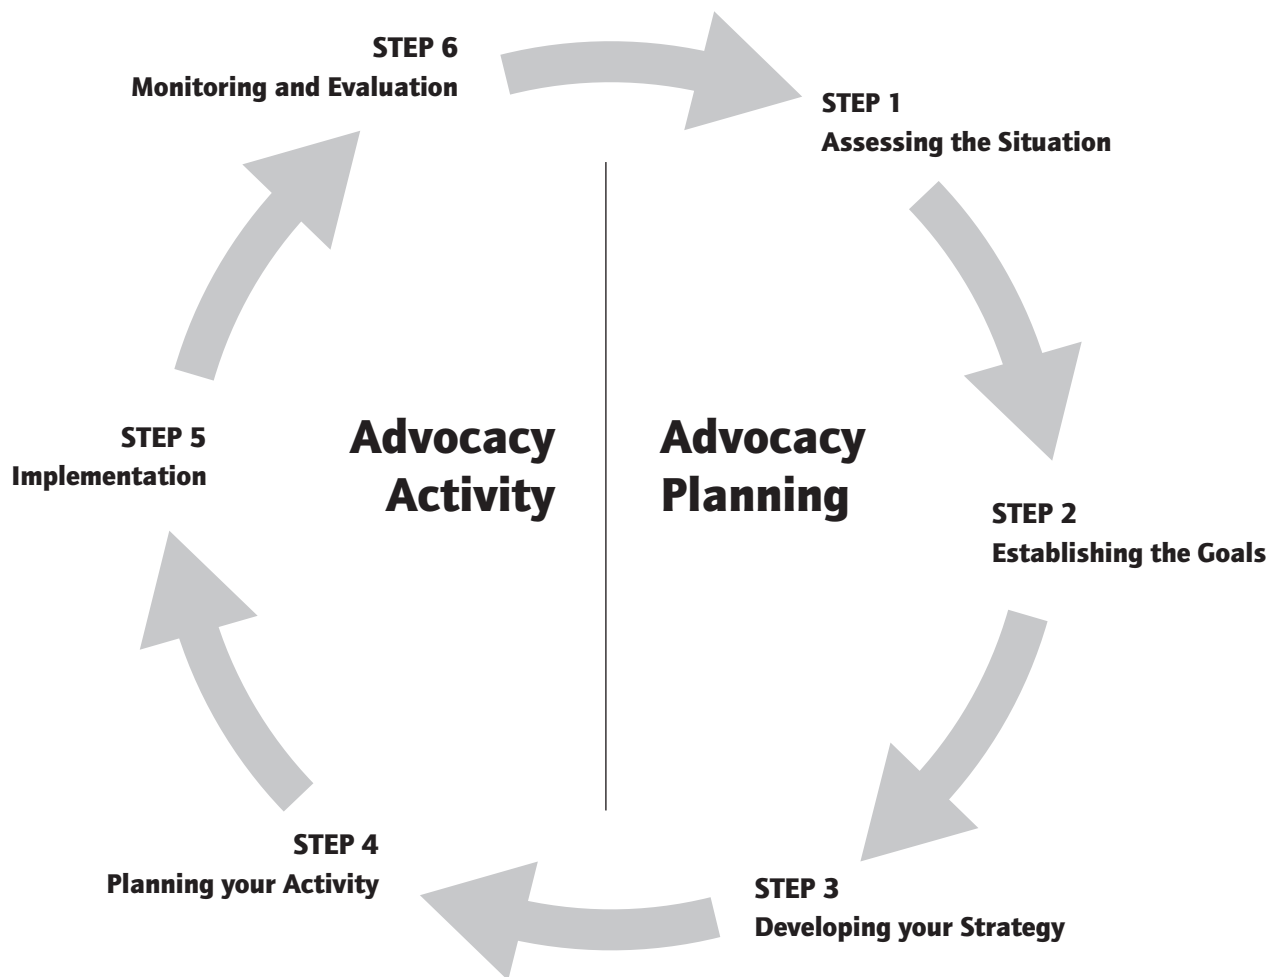 STEP 6
Monitoring and Evaluation
STEP 1
Assessing the Situation
Advocacy
Activity
Advocacy
Planning
STEP 5
Implementation
STEP 2
Establishing the Goals
STEP 4
Planning your Activity
STEP 3
Developing your Strategy